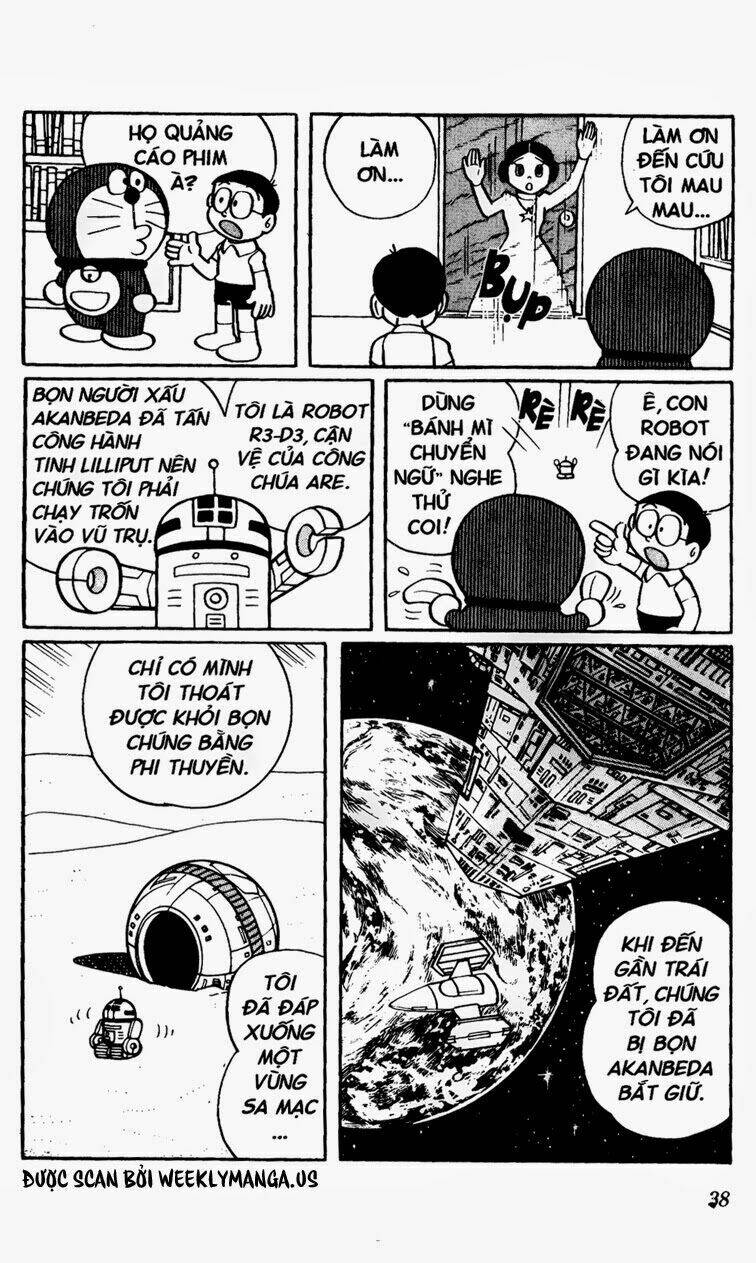 LÀM ƠN
ĐẾN CỨU
TÔI MAU
MAU...
LÀM
ƠN...
BỤP
HỌ QUẢNG
CÁO PHIM
À?
Ê, CON
ROBOT
ĐANG NÓI
GÌ KÌA!
RÈ RÈ
DÙNG
"BÁNH MÌ
CHUYỂN
NGỮ" NGHE
THỬ
COI!
TÔI LÀ ROBOT
R3-D3, CẬN
VỆ CỦA CÔNG
CHÚA ARE.
BỌN NGƯỜI XẤU
AKANBEDA ĐÃ TẤN
CÔNG HÀNH
TINH LILLIPUT NÊN
CHÚNG TÔI PHẢI
CHẠY TRỐN
VÀO VŨ TRỤ.
KHI ĐẾN
GẦN TRÁI
ĐẤT, CHÚNG
TÔI ĐÃ
BỊ BỌN
AKANBEDA
BẮT GIỮ.
CHỈ CÓ MÌNH
TÔI THOÁT
ĐƯỢC KHỎI BỌN
CHÚNG BẰNG
PHI THUYỀN.
TÔI
ĐÃ ĐÁP
XUỐNG
MỘT
VÙNG
SA MẠC
...
ĐƯỢC SCAN BỞI WEEKLYMANGA.US
38